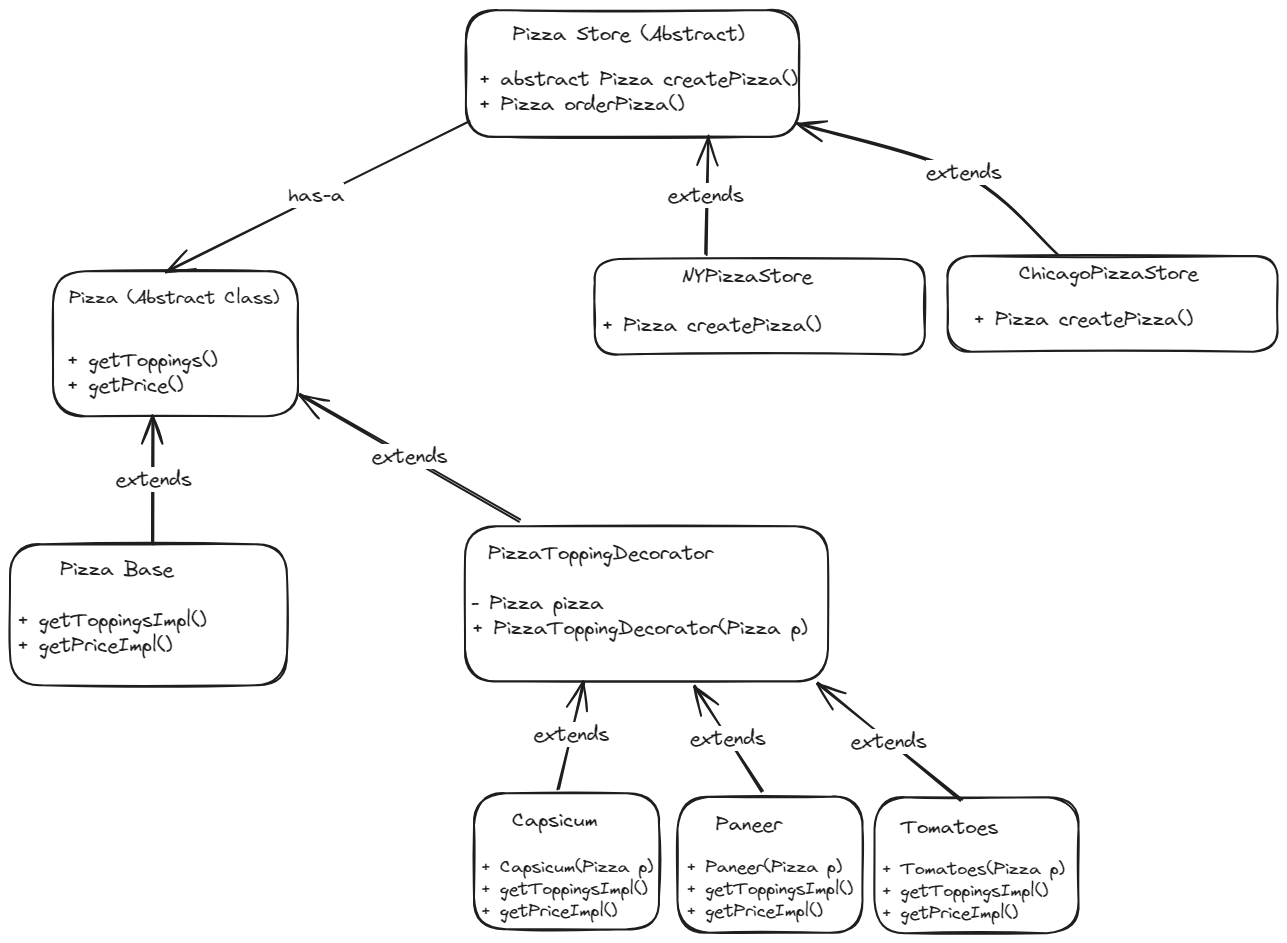 Pizza Store (Abstract)
+ abstract Pizza createPizza()
+ Pizza orderPizza()
has-a
extends
extends
Pizza (Abstract Class)
+ getToppings()
+ getPrice()
NYPizzaStore
+ Pizza createPizza()
ChicagoPizzaStore
+ Pizza createPizza()
extends
extends
Pizza Base
+ getToppingsImpl()
+ getPriceImpl()
PizzaToppingDecorator
- Pizza pizza
+ PizzaToppingDecorator(Pizza p)
extends
extends
extends
Capsicum
+ Capsicum(Pizza p)
+ getToppingsImpl()
+ getPriceImpl()
Paneer
+ Paneer(Pizza p)
+ getToppingsImpl()
+ getPriceImpl()
Tomatoes
+ Tomatoes(Pizza p)
+ getToppingsImpl()
+ getPriceImpl()